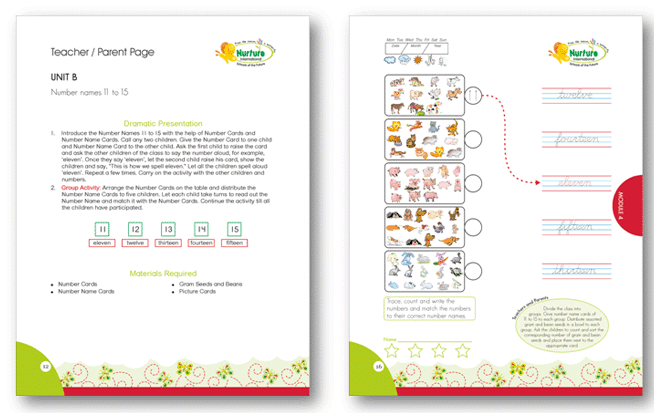 Teacher / Parent Page
Nurture
International
Schools of the Future
UNIT B
Number names 11 to 15
Dramatic Presentation
1. Introduce the Number Names 11 to 15 with the help of Number Cards and
Number Name Cards. Call any two children. Give the Number Card to one child
and Number Name Card to the other child. Ask the first child to raise the card
and ask the other children of the class to say the number aloud, for example,
'eleven'. Once they say 'eleven', let the second child raise his card, show the
children and say, "This is how we spell eleven." Let all the children spell aloud
'eleven'. Repeat a few times. Carry on the activity with the other children and
numbers.
2. Group Activity: Arrange the Number Cards on the table and distribute the
Number Name Cards to five children. Let each child take turns to read out the
Number Name and match it with the Number Cards. Continue the activity till all
the children have participated.
11 12 13 14 15
eleven twelve thirteen fourteen fifteen
Materials Required
• Number Cards
• Number Name Cards
• Gram Seeds and Beans
• Picture Cards
12
Mon Tue Wed Thu Fri Sat Sun
Date / Month / Year
Nurture
International
Schools of the Future
twelve
fourteen
eleven
fifteen
thirteen
MODULE 4
Trace, count and write the
numbers and match the numbers
to their correct number names.
Name
Teachers and Parents
Divide the class into
groups. Give number name cards of
11 to 15 to each group. Distribute assorted
gram and bean seeds in a bowl to each
group. Ask the children to count and sort the
corresponding number of gram and bean
seeds and place them next to the
appropriate card.
16